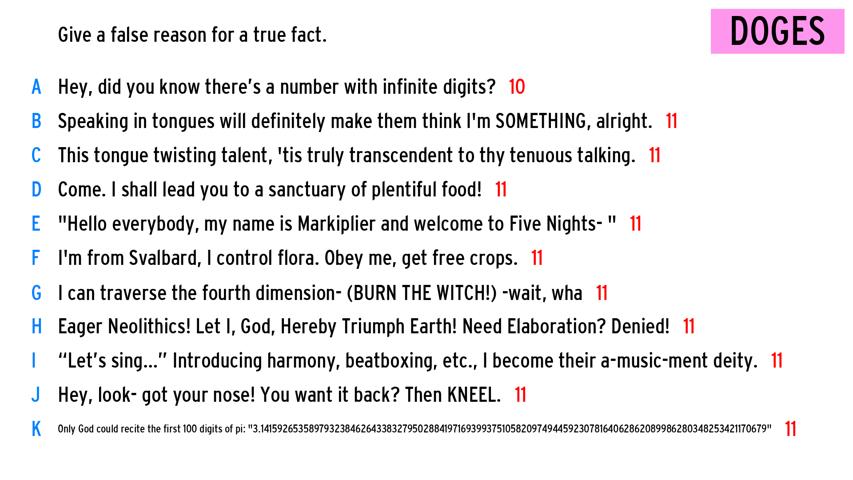 Give a false reason for a true fact.
DOGES
A Hey, did you know there's a number with infinite digits? 10
B Speaking in tongues will definitely make them think I'm SOMETHING, alright. 11
C This tongue twisting talent, 'tis truly transcendent to thy tenuous talking. 11
D Come. I shall lead you to a sanctuary of plentiful food! 11
E "Hello everybody, my name is Markiplier and welcome to Five Nights- " 11
F I'm from Svalbard, I control flora. Obey me, get free crops. 11
G I can traverse the fourth dimension- (BURN THE WITCH!) -wait, wha 11
H Eager Neolithics! Let I, God, Hereby Triumph Earth! Need Elaboration? Denied! 11
I “Let's sing...” Introducing harmony, beatboxing, etc., I become their a-music-ment deity. 11
J Hey, look- got your nose! You want it back? Then KNEEL. 11
K Only God could recite the first 100 digits of pi: "3.1415926535897932384626433832795028841971693993751058209749445923078164062862089986280348253421170679" 11